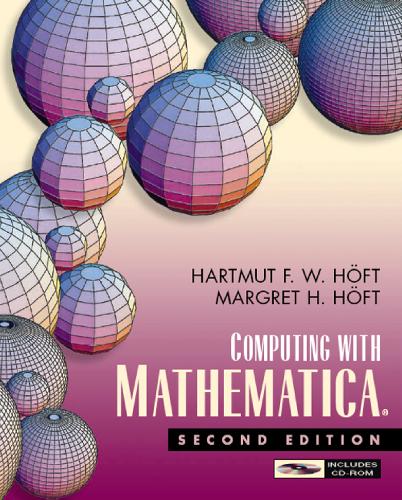 HARTMUT F. W. HÖFT
MARGRET H. HÖFT
COMPUTING WITH
MATHEMATICA®
SECOND EDITION
INCLUDES
CD-ROM